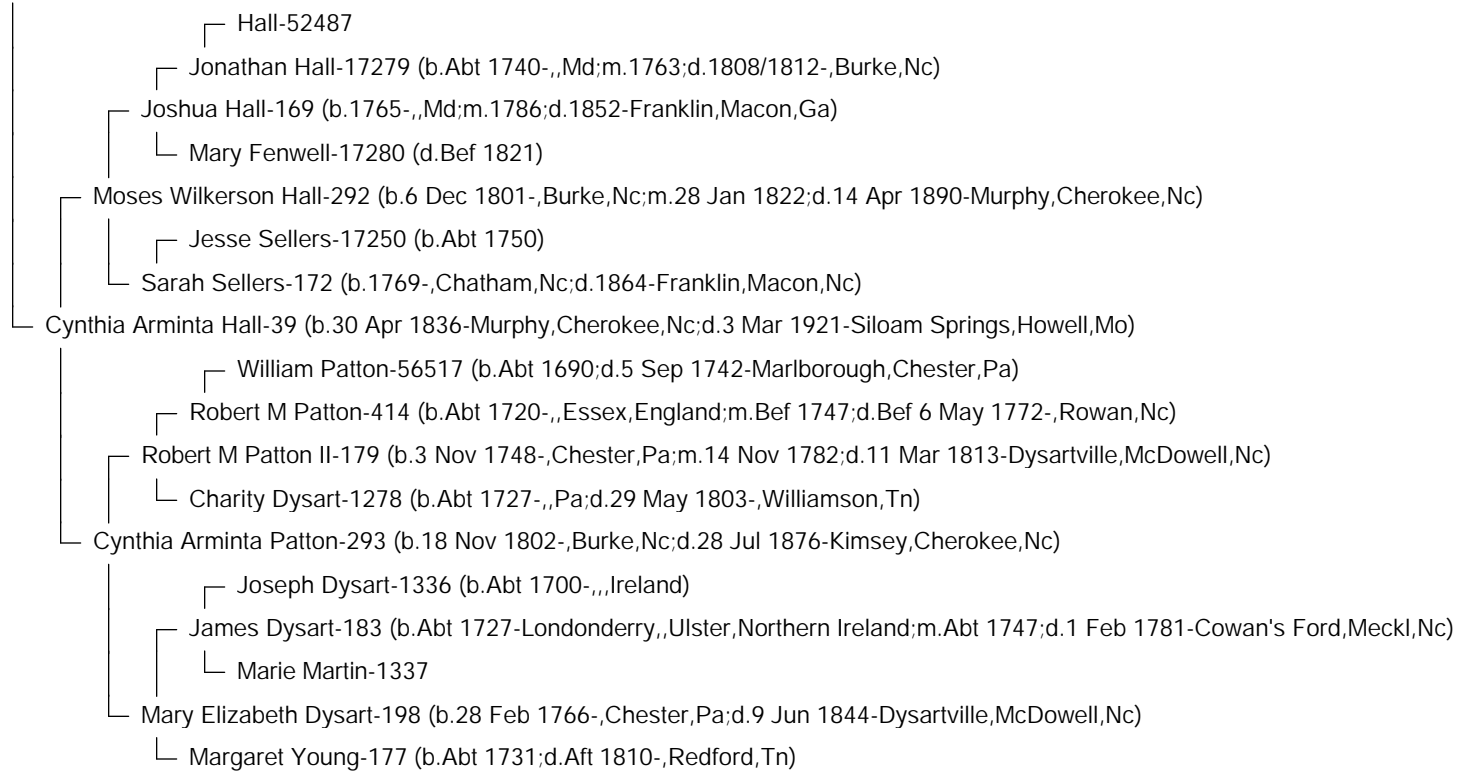 Hall-52487
Jonathan Hall-17279 (b.Abt 1740-,,Md;m.1763;d.1808/1812-,Burke,Nc)
Joshua Hall-169 (b.1765-,,Md;m.1786;d.1852-Franklin,Macon,Ga)
Mary Fenwell-17280 (d.Bef 1821)
Moses Wilkerson Hall-292 (b.6 Dec 1801-,Burke,Nc;m.28 Jan 1822;d.14 Apr 1890-Murphy,Cherokee,Nc)
Jesse Sellers-17250 (b.Abt 1750)
Sarah Sellers-172 (b.1769-,Chatham,Nc;d.1864-Franklin,Macon,Nc)
Cynthia Arminta Hall-39 (b.30 Apr 1836-Murphy,Cherokee,Nc;d.3 Mar 1921-Siloam Springs,Howell,Mo)
William Patton-56517 (b.Abt 1690;d.5 Sep 1742-Marlborough,Chester,Pa)
Robert M Patton-414 (b.Abt 1720-,,Essex,England;m.Bef 1747;d.Bef 6 May 1772-,Rowan,Nc)
Robert M Patton II-179 (b.3 Nov 1748-,Chester,Pa;m.14 Nov 1782;d.11 Mar 1813-Dysartville,McDowell,Nc)
Charity Dysart-1278 (b.Abt 1727-,,Pa;d.29 May 1803-,Williamson,Tn)
Cynthia Arminta Patton-293 (b.18 Nov 1802-,Burke,Nc;d.28 Jul 1876-Kimsey,Cherokee,Nc)
Joseph Dysart-1336 (b.Abt 1700-,,,Ireland)
James Dysart-183 (b.Abt 1727-Londonderry,,Ulster,Northern Ireland;m.Abt 1747;d.1 Feb 1781-Cowan's Ford,Meckl,Nc)
Marie Martin-1337
Mary Elizabeth Dysart-198 (b.28 Feb 1766-,Chester,Pa;d.9 Jun 1844-Dysartville,McDowell,Nc)
Margaret Young-177 (b.Abt 1731;d.Aft 1810-,Redford,Tn)